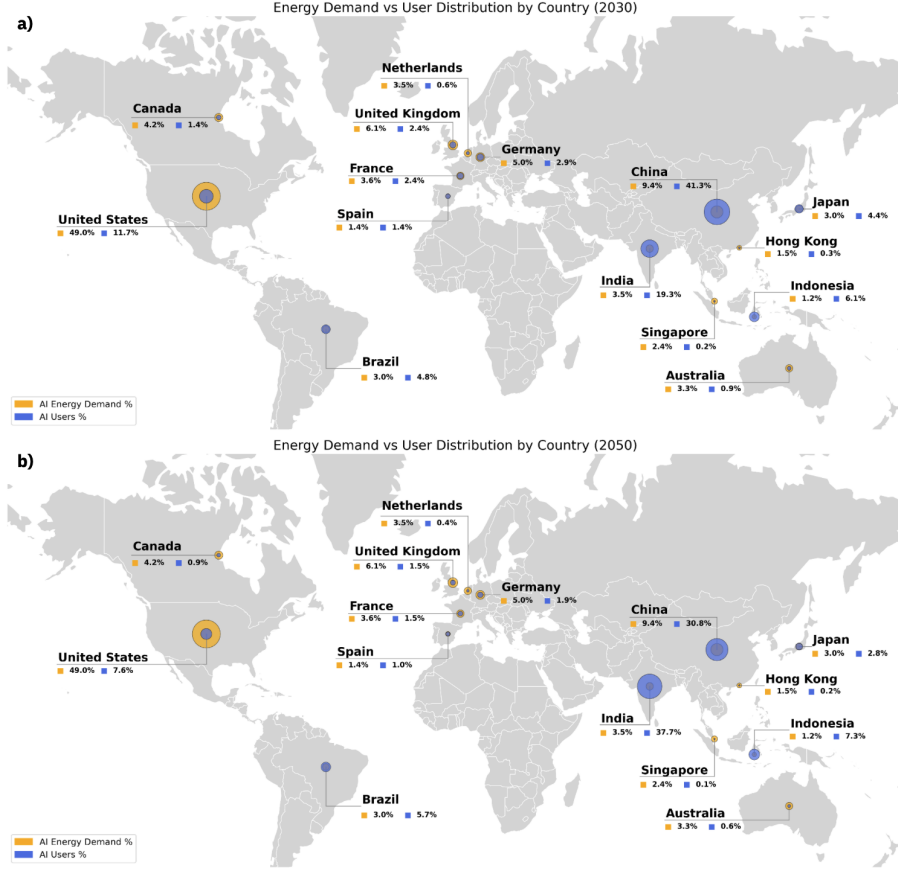 Energy Demand vs User Distribution by Country (2030)
a)
Netherlands
3.5% 0.6%
Canada
4.2% 1.4%
United Kingdom
6.1% 2.4%
Germany
5.0% 2.9%
France
3.6% 2.4%
China
9.4% 41.3%
Spain
1.4% 1.4%
Japan
3.0% 4.4%
United States
49.0% 11.7%
Hong Kong
1.5% 0.3%
India
3.5% 19.3%
Indonesia
1.2% 6.1%
Singapore
2.4% 0.2%
Brazil
3.0% 4.8%
Australia
3.3% 0.9%
AI Energy Demand %
AI Users %
Energy Demand vs User Distribution by Country (2050)
b)
Netherlands
3.5% 0.4%
Canada
4.2% 0.9%
United Kingdom
6.1% 1.5%
Germany
5.0% 1.9%
France
3.6% 1.5%
China
9.4% 30.8%
Spain
1.4% 1.0%
Japan
3.0% 2.8%
United States
49.0% 7.6%
Hong Kong
1.5% 0.2%
India
3.5% 37.7%
Indonesia
1.2% 7.3%
Singapore
2.4% 0.1%
Brazil
3.0% 5.7%
Australia
3.3% 0.6%
AI Energy Demand %
AI Users %